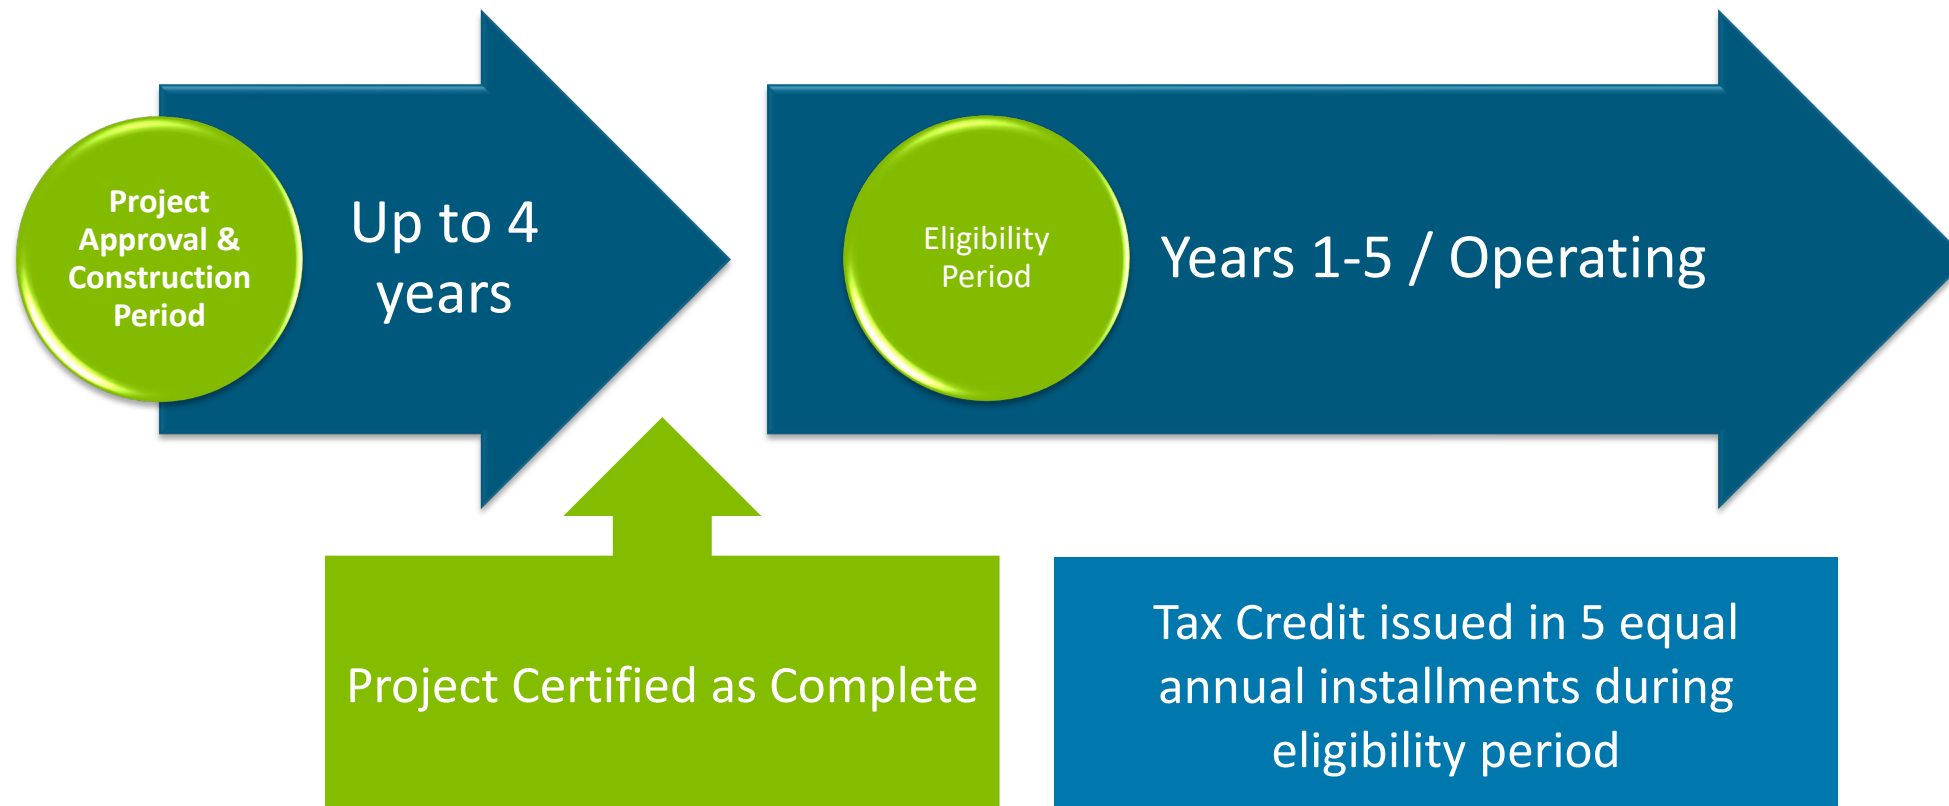 Project
Approval &
Construction
Period
Up to 4
years
Eligibility
Period
Years 1-5 / Operating
Project Certified as Complete
Tax Credit issued in 5 equal
annual installments during
eligibility period